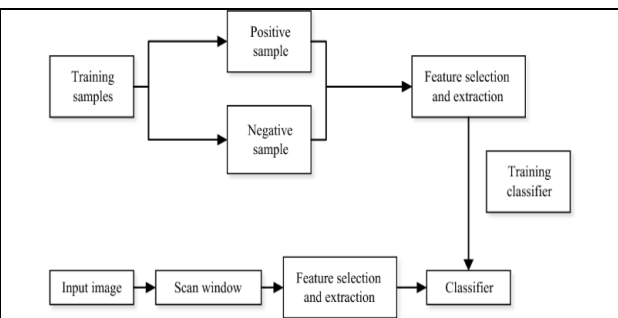 Positive
sample
Training
samples
Feature selection
and extraction
Negative
sample
Training
classifier
Input image
Scan window
Feature selection
and extraction
Classifier